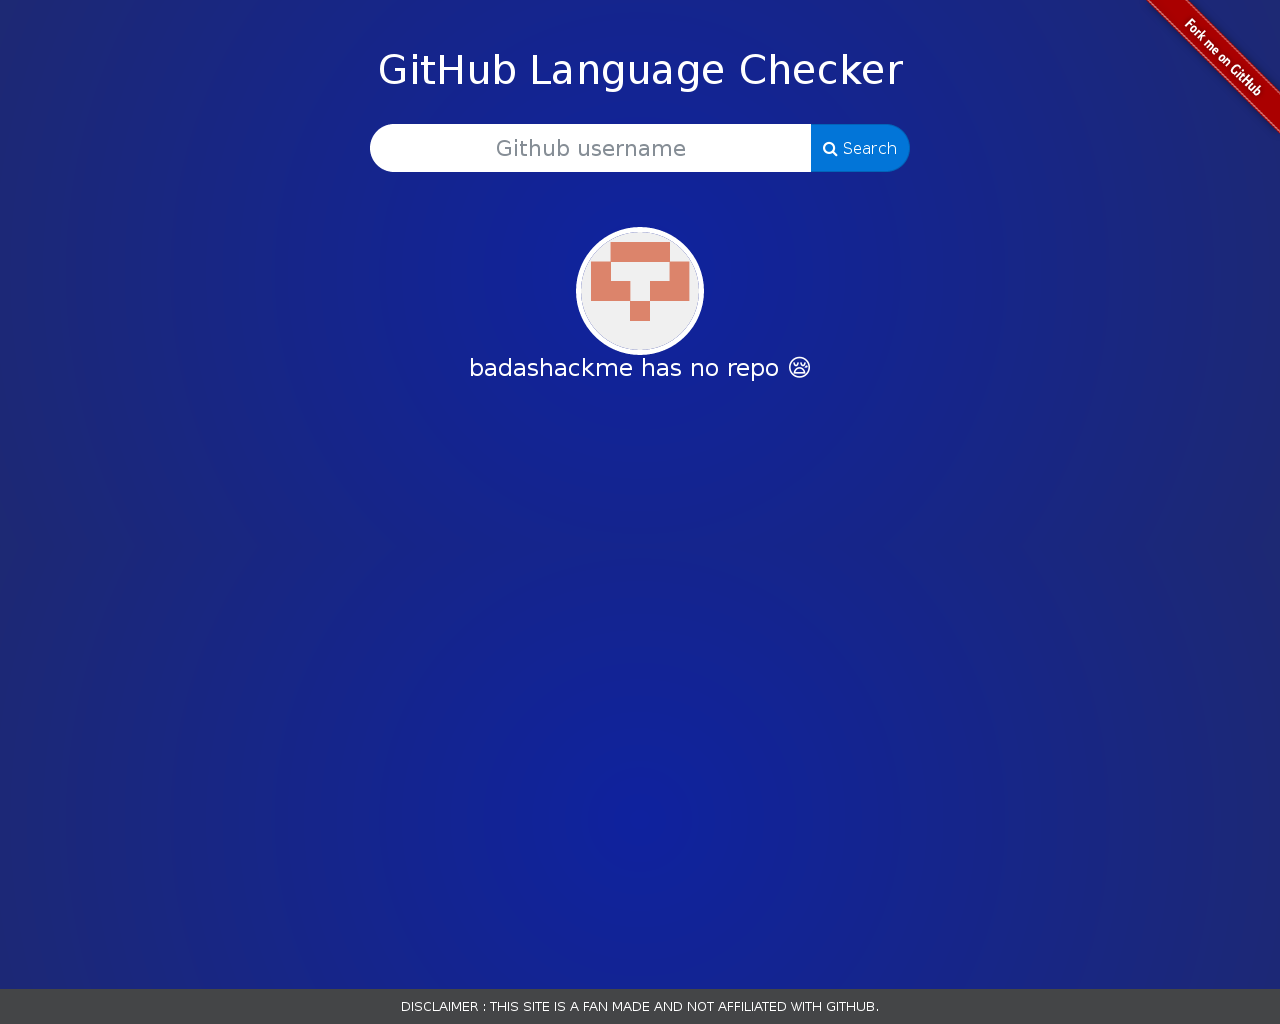 Fork me on GitHub
GitHub Language Checker
Github username
Search
badashackme has no repo 😪
DISCLAIMER : THIS SITE IS A FAN MADE AND NOT AFFILIATED WITH GITHUB.